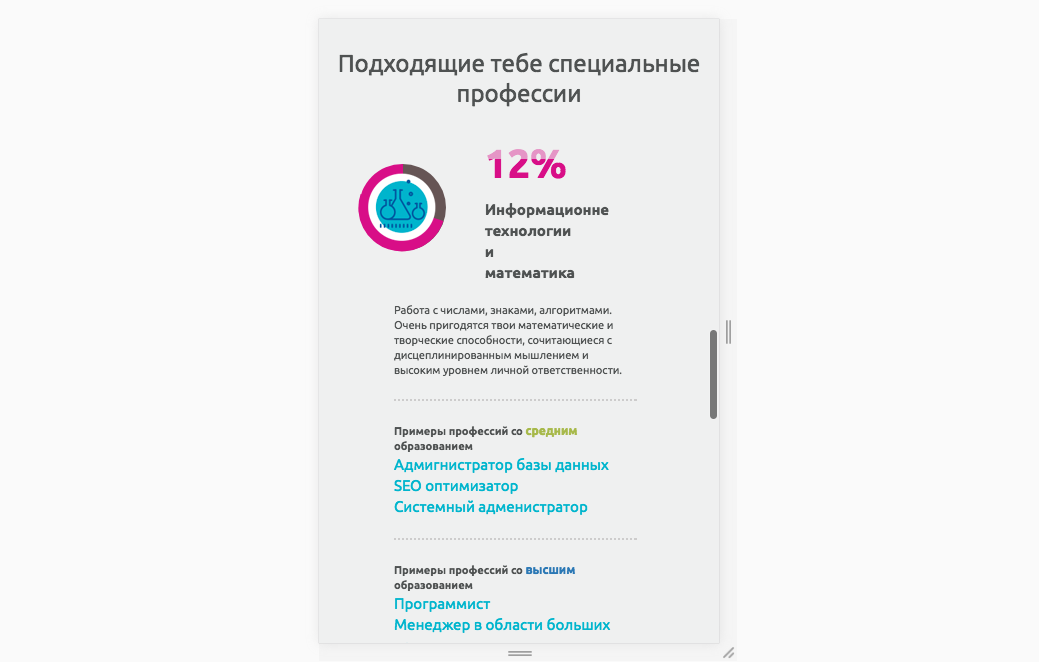 Подходящие тебе специальные
профессии
12%
Информационне
технологии
и
математика
Работа с числами, знаками, алгоритмами.
Очень пригодятся твои математические и
творческие способности, сочитающиеся с
дисциплинированным мышлением и
высоким уровнем личной ответственности.
Примеры профессий со средним
образованием
Адмигнистратор базы данных
SEO оптимизатор
Системный адменистратор
Примеры профессий со высшим
образованием
Программист
Менеджер в области больших